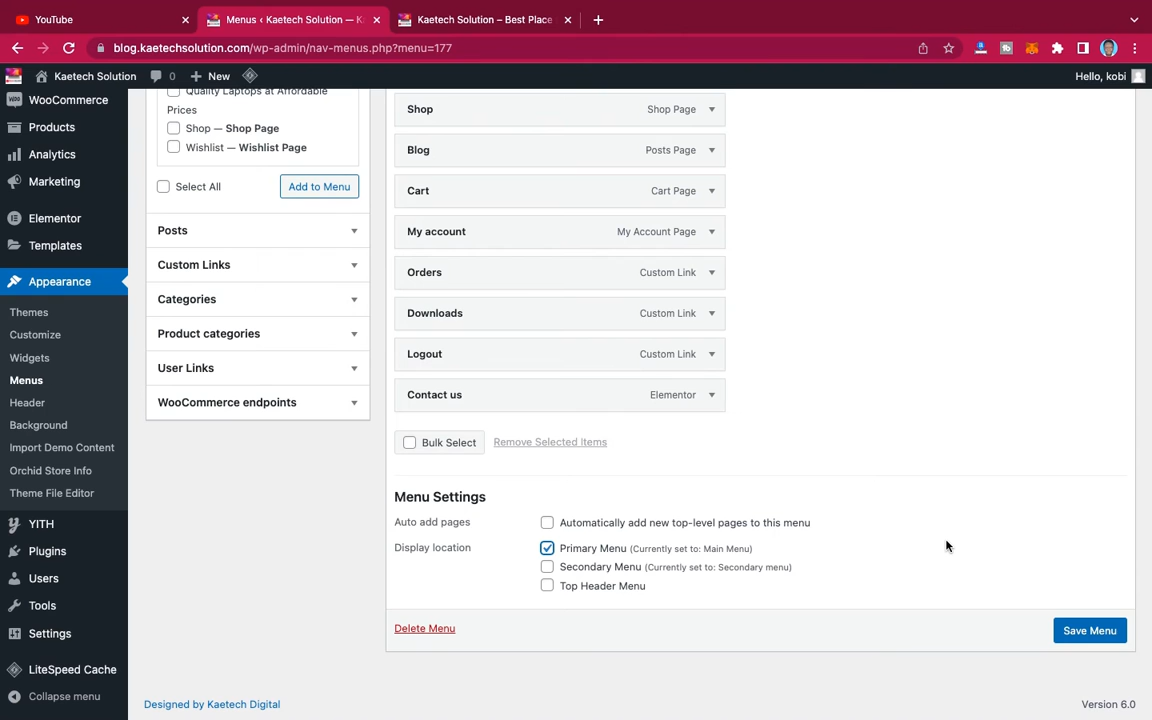 YouTube
Menus ‹ Kaetech Solution — K
Kaetech Solution – Best Place
blog.kaetechsolution.com/wp-admin/nav-menus.php?menu=177
Kaetech Solution 0 New
Hello, kobi
WooCommerce
Products
Analytics
Marketing
Elementor
Templates
Appearance
Themes
Customize
Widgets
Menus
Header
Background
Import Demo Content
Orchid Store Info
Theme File Editor
YITH
Plugins
Users
Tools
Settings
LiteSpeed Cache
Collapse menu
Quality Laptops at Affordable
Prices
Shop — Shop Page
Wishlist — Wishlist Page
Select All
Add to Menu
Posts
Custom Links
Categories
Product categories
User Links
WooCommerce endpoints
Shop Shop Page
Blog Posts Page
Cart Cart Page
My account My Account Page
Orders Custom Link
Downloads Custom Link
Logout Custom Link
Contact us Elementor
Bulk Select Remove Selected Items
Menu Settings
Auto add pages Automatically add new top-level pages to this menu
Display location Primary Menu (Currently set to: Main Menu)
Secondary Menu (Currently set to: Secondary menu)
Top Header Menu
Delete Menu
Save Menu
Designed by Kaetech Digital
Version 6.0